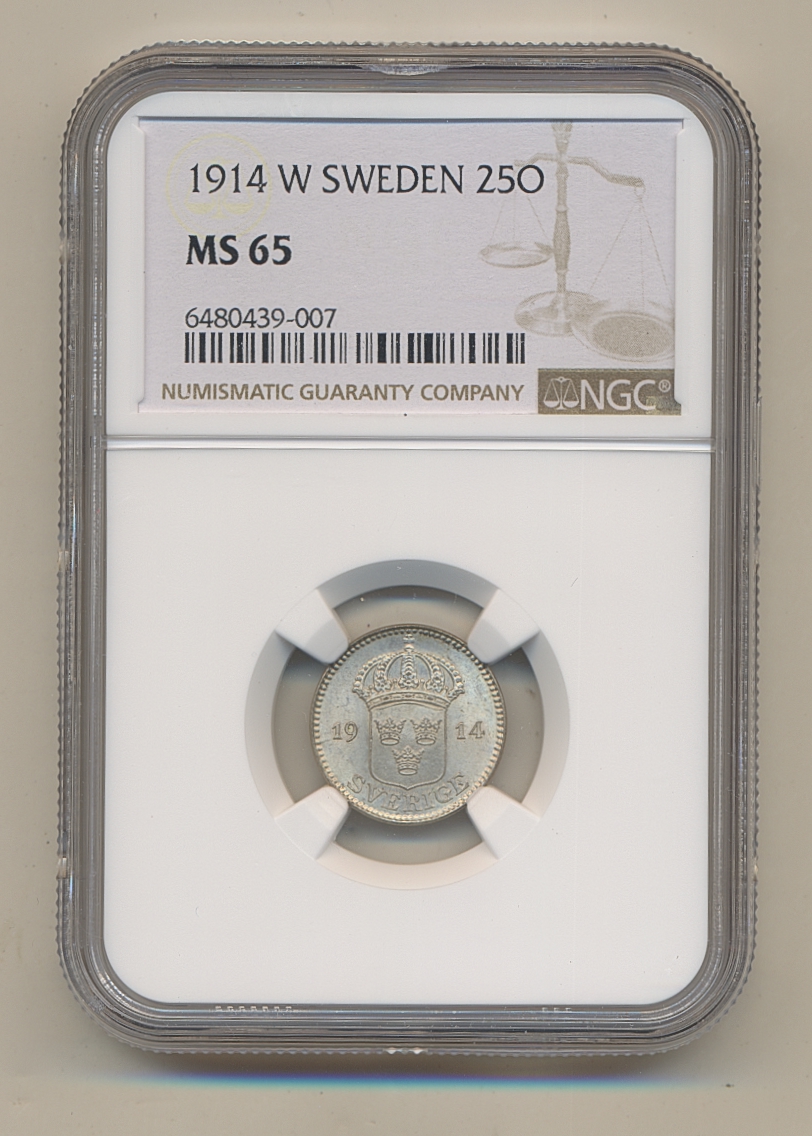 1914 W SWEDEN 25O
MS 65
6480439-007
NUMISMATIC GUARANTY COMPANY
NGC®
19 14
SVERIGE